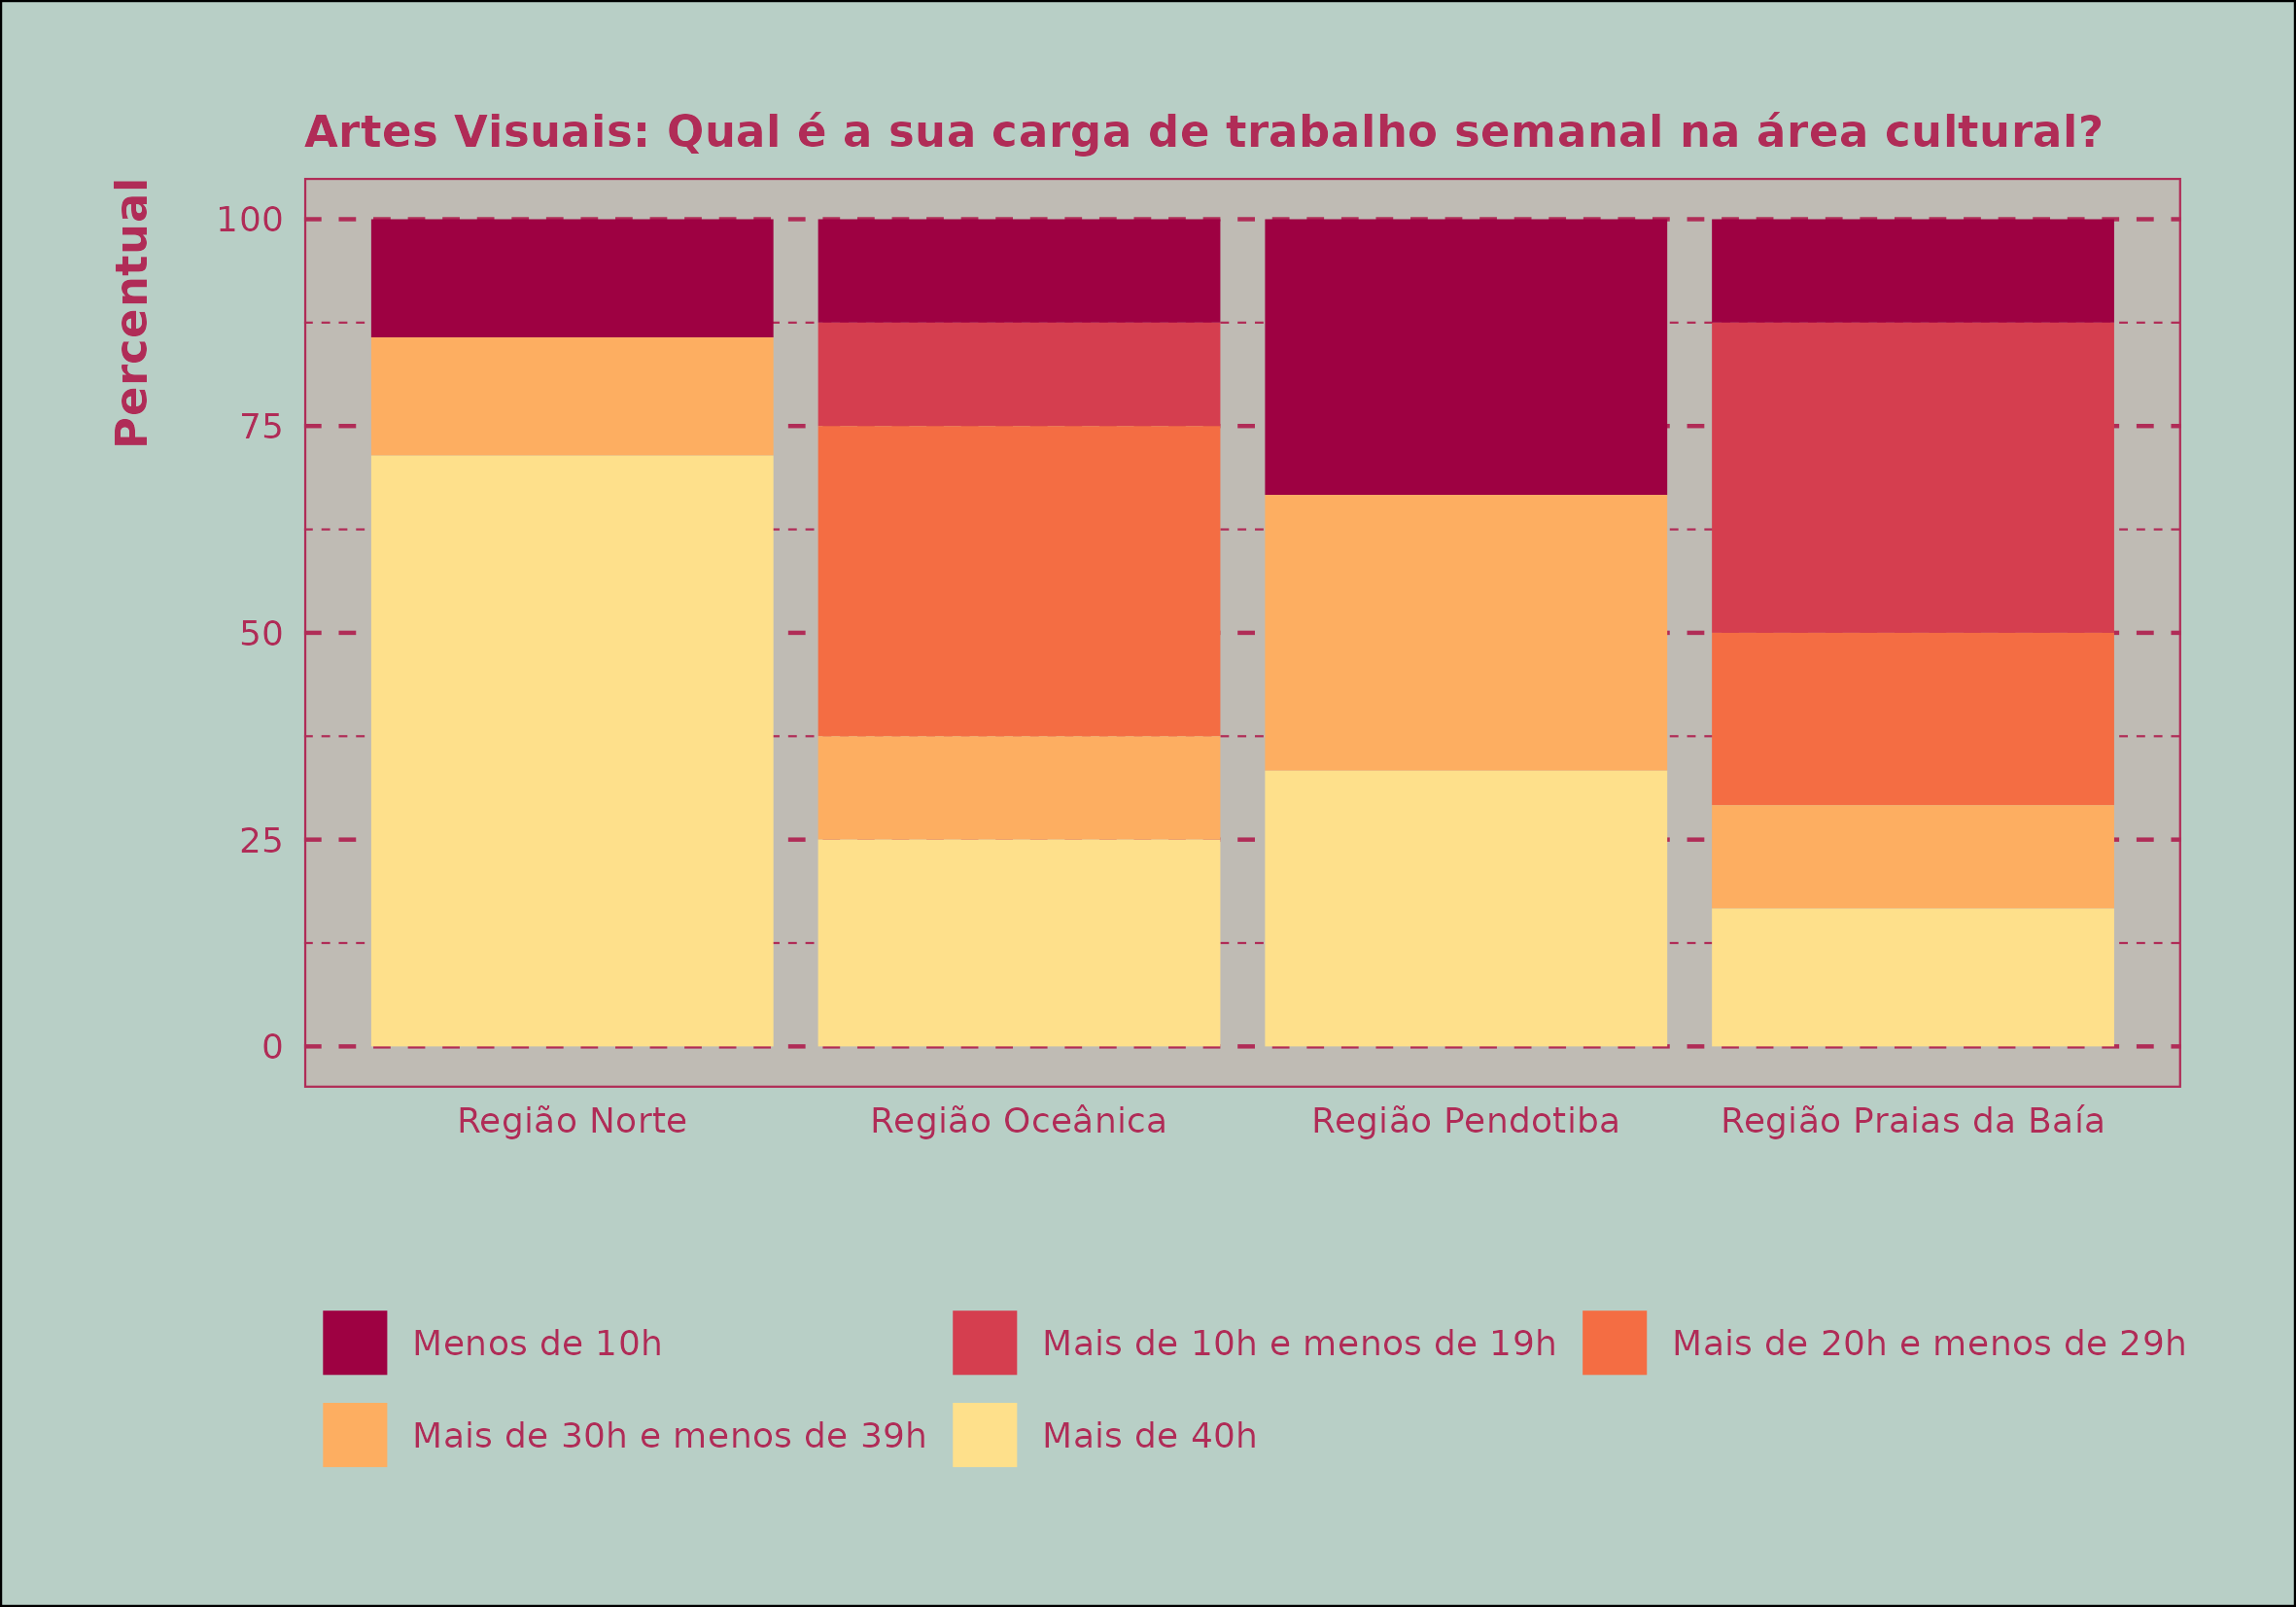 Artes Visuais: Qual é a sua carga de trabalho semanal na área cultural?
Percentual
100
75
50
25
0
Região Norte
Região Oceânica
Região Pendotiba
Região Praias da Baía
Menos de 10h
Mais de 10h e menos de 19h
Mais de 20h e menos de 29h
Mais de 30h e menos de 39h
Mais de 40h